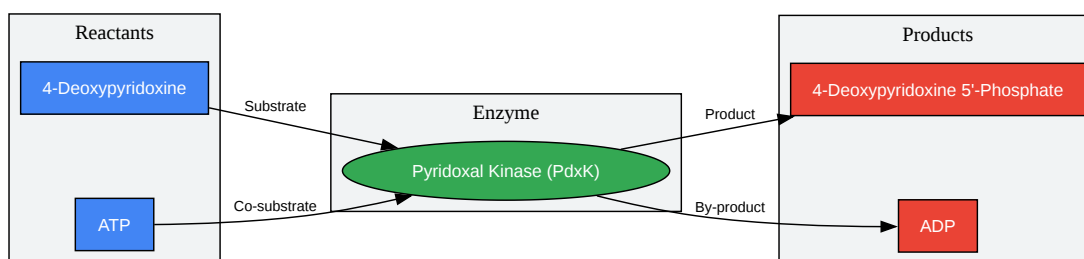 Reactants
4-Deoxypyridoxine
ATP
Substrate
Co-substrate
Enzyme
Pyridoxal Kinase (PdxK)
Product
By-product
Products
4-Deoxypyridoxine 5'-Phosphate
ADP